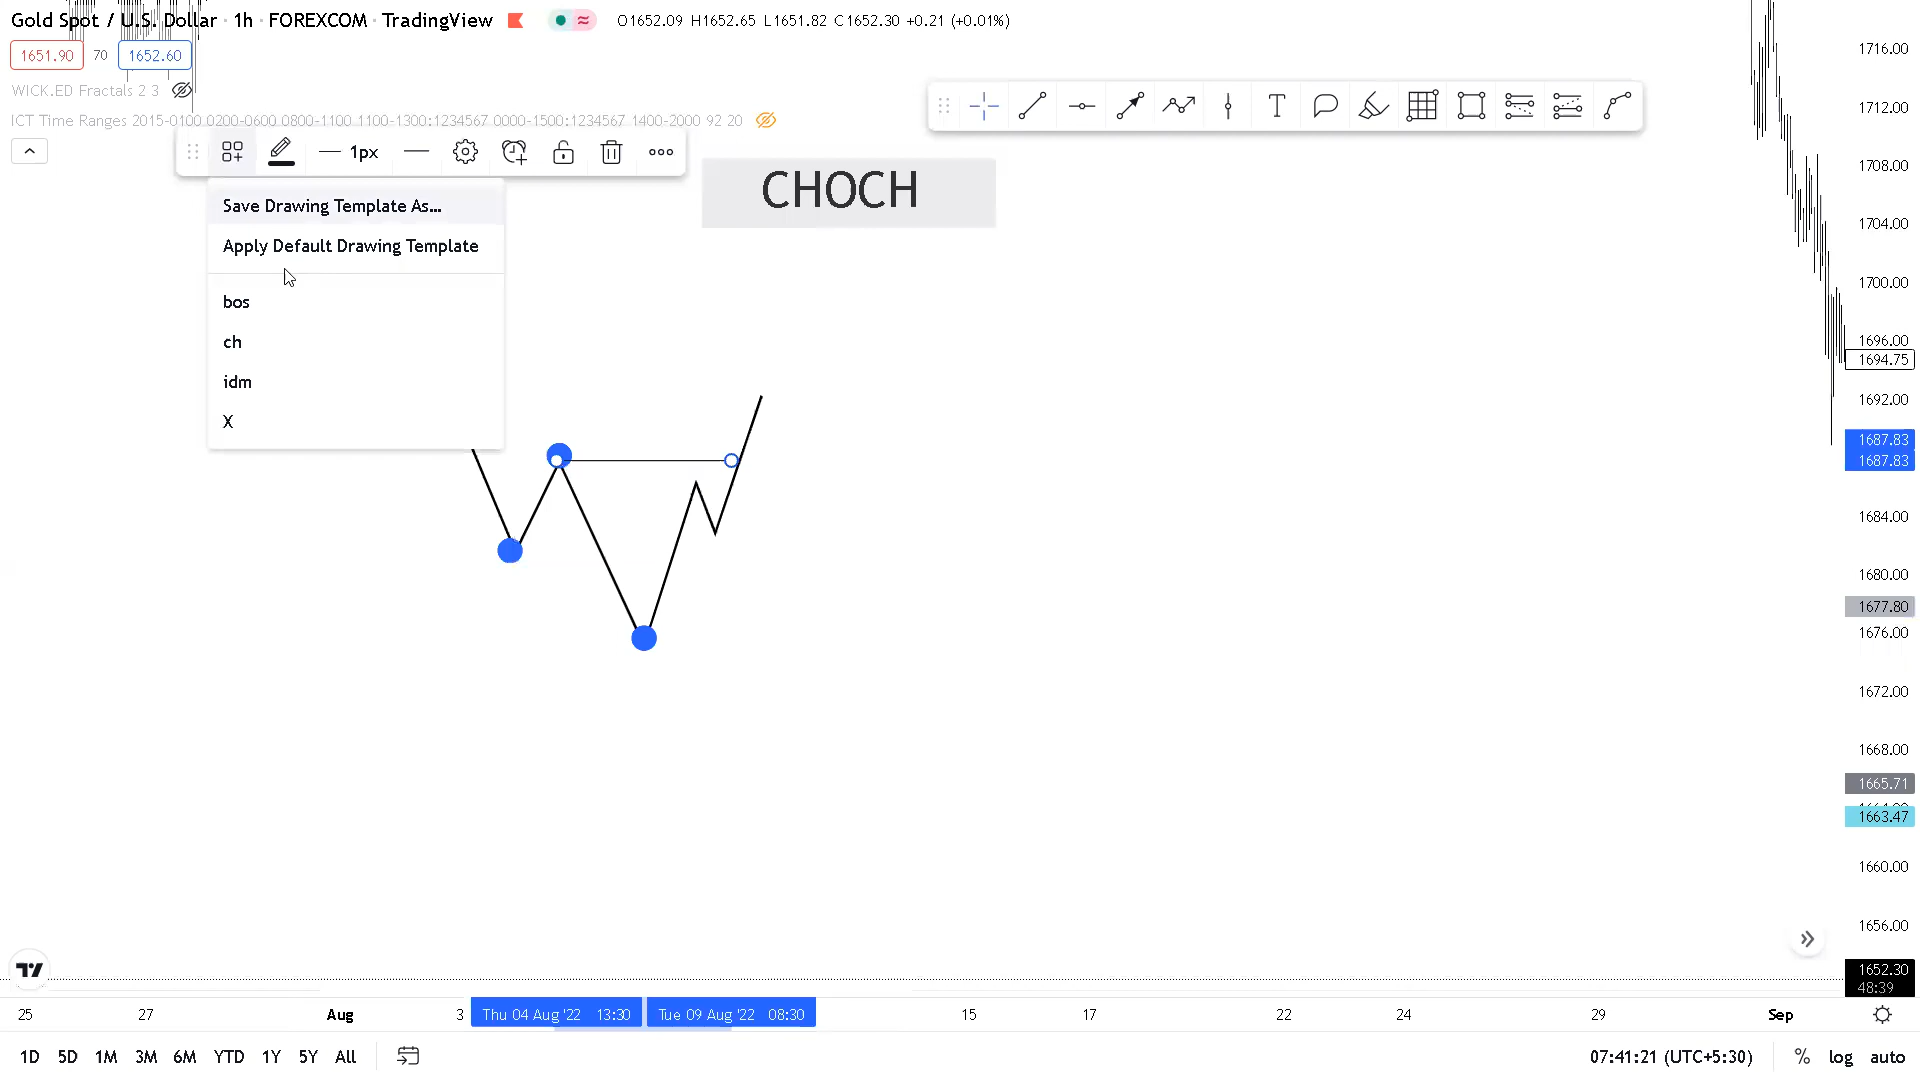 Gold Spot / U.S. Dollar · 1h · FOREXCOM · TradingView O1652.09 H1652.65 L1651.82 C1652.30 +0.21 (+0.01%)
1651.90 70 1652.60
WICK.ED Fractals 2 3
ICT Time Ranges 2015-0100 0200-0600 0800-1100 1100-1300:1234567 0000-1500:1234567 1400-2000 92 20
1px
CHOCH
Save Drawing Template As...
Apply Default Drawing Template
bos
ch
idm
X
1716.00
1712.00
1708.00
1704.00
1700.00
1696.00
1694.75
1692.00
1687.83
1687.83
1684.00
1680.00
1677.80
1676.00
1672.00
1668.00
1665.71
1663.47
1660.00
1656.00
1652.30
48:39
25 27 Aug 3 Thu 04 Aug '22 13:30 Tue 09 Aug '22 08:30 15 17 22 24 29 Sep
1D 5D 1M 3M 6M YTD 1Y 5Y All 07:41:21 (UTC+5:30) % log auto